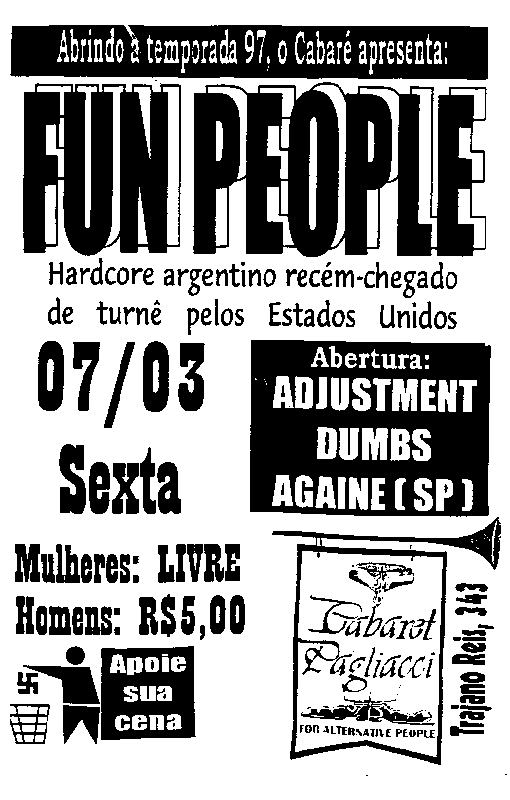 Abrindo à temporada 97, o Cabaré apresenta:
FUN PEOPLE
Hardcore argentino recém-chegado
de turnê pelos Estados Unidos
07/03
Sexta
Abertura:
ADJUSTMENT
DUMBS
AGAINE (SP)
Mulheres: LIVRE
Homens: R$5,00
Apoie
sua
cena
Cabaret
Pagliacci
FOR ALTERNATIVE PEOPLE
Trajano Reis, 343